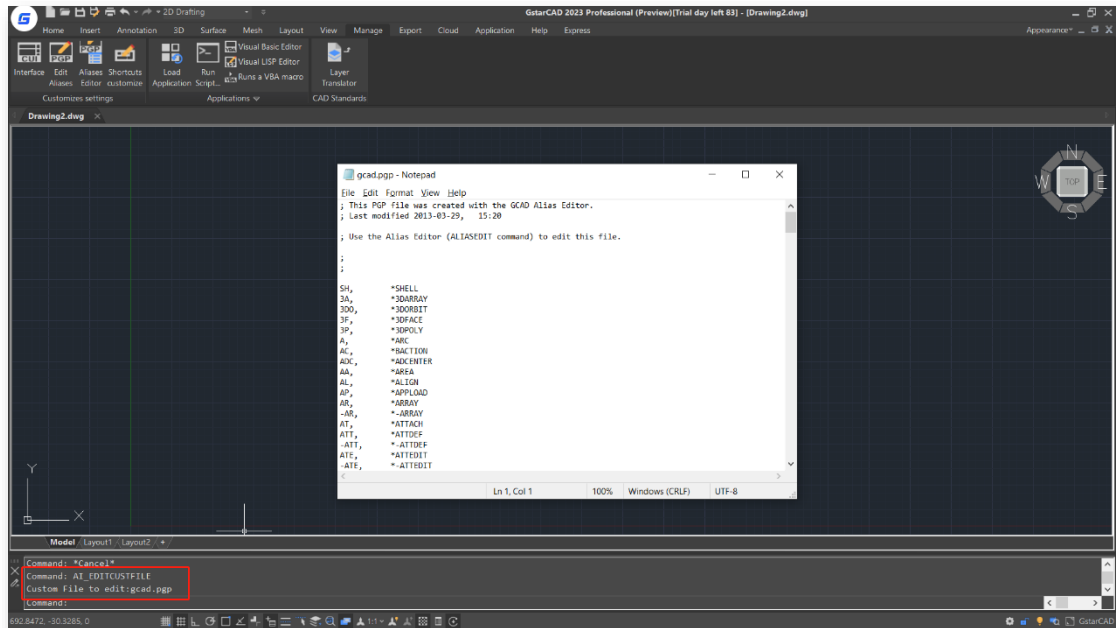 2D Drafting
GstarCAD 2023 Professional (Preview)[Trial day left 83] - [Drawing2.dwg]
Home Insert Annotation 3D Surface Mesh Layout View Manage Export Cloud Application Help Express
Appearance
CUI PGP PGP
Interface Edit Aliases Aliases Editor Shortcuts customize
Load Application Run Script...
Visual Basic Editor
Visual LISP Editor
Runs a VBA macro
Layer Translator
Customizes settings Applications CAD Standards
Drawing2.dwg
gcad.pgp - Notepad
File Edit Format View Help
; This PGP file was created with the GCAD Alias Editor.
; Last modified 2013-03-29, 15:20
; Use the Alias Editor (ALIASEDIT command) to edit this file.
;
;
SH, *SHELL
3A, *3DARRAY
3DO, *3DORBIT
3F, *3DFACE
3P, *3DPOLY
A, *ARC
AC, *BACTION
ADC, *ADCENTER
AA, *AREA
AL, *ALIGN
AP, *APPLOAD
AR, *ARRAY
-AR, *-ARRAY
AT, *ATTACH
ATT, *ATTDEF
-ATT, *-ATTDEF
ATE, *ATTEDIT
-ATE, *-ATTEDIT
Ln 1, Col 1 100% Windows (CRLF) UTF-8
N
W TOP E
S
Y
X
Model Layout1 Layout2 +
Command: *Cancel*
Command: AI_EDITCUSTFILE
Custom File to edit:gcad.pgp
Command:
692.8472, -30.3285, 0
1:1
GstarCAD